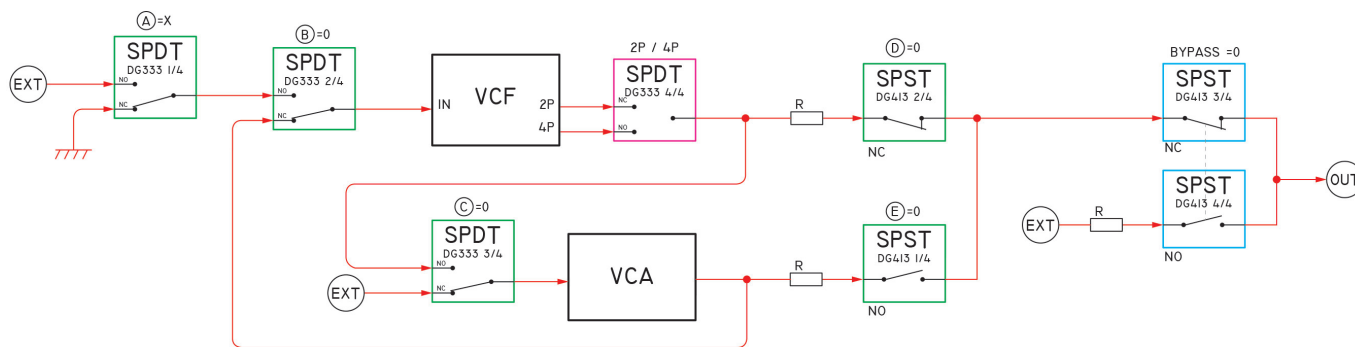 Ⓐ=X
SPDT
DG333 1/4
NO
NC
EXT
Ⓑ=0
SPDT
DG333 2/4
NO
NC
IN
VCF
2P
4P
2P / 4P
SPDT
DG333 4/4
NC
NO
R
Ⓓ=0
SPST
DG413 2/4
NC
BYPASS =0
SPST
DG413 3/4
NC
OUT
Ⓒ=0
SPDT
DG333 3/4
NO
NC
EXT
VCA
R
Ⓔ=0
SPST
DG413 1/4
NO
EXT
R
SPST
DG413 4/4
NO